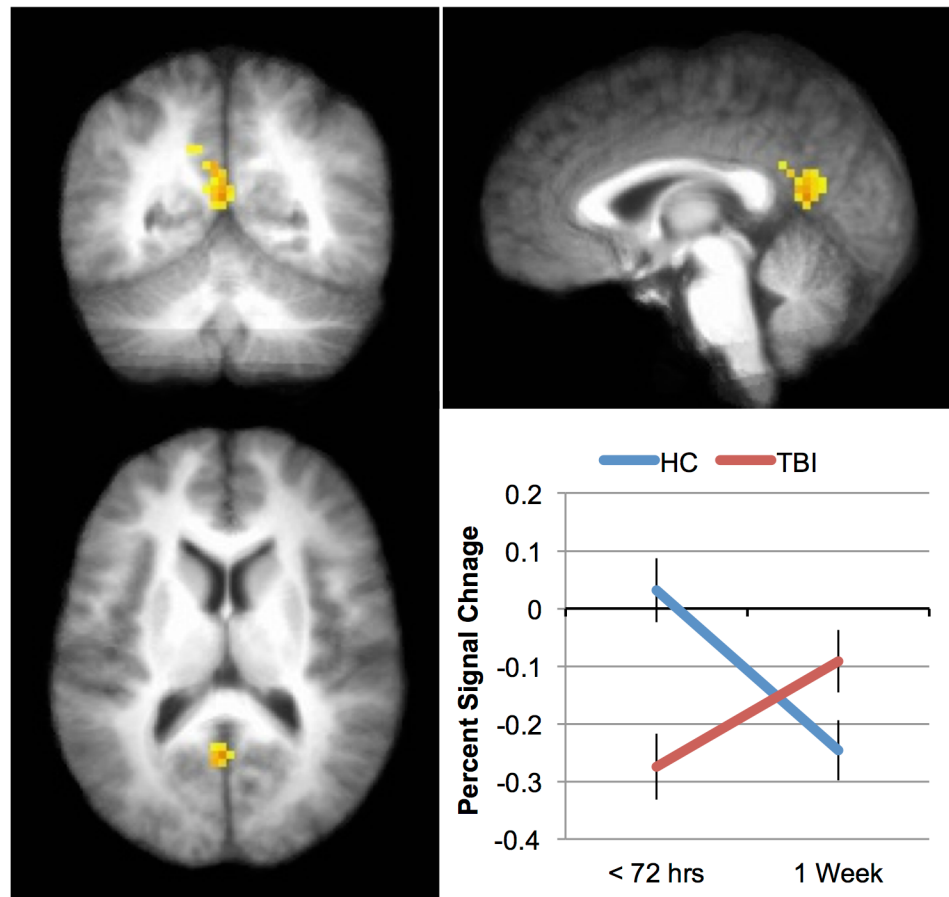 HC TBI
0.2
0.1
0
-0.1
-0.2
-0.3
-0.4
Percent Signal Chnage
< 72 hrs 1 Week